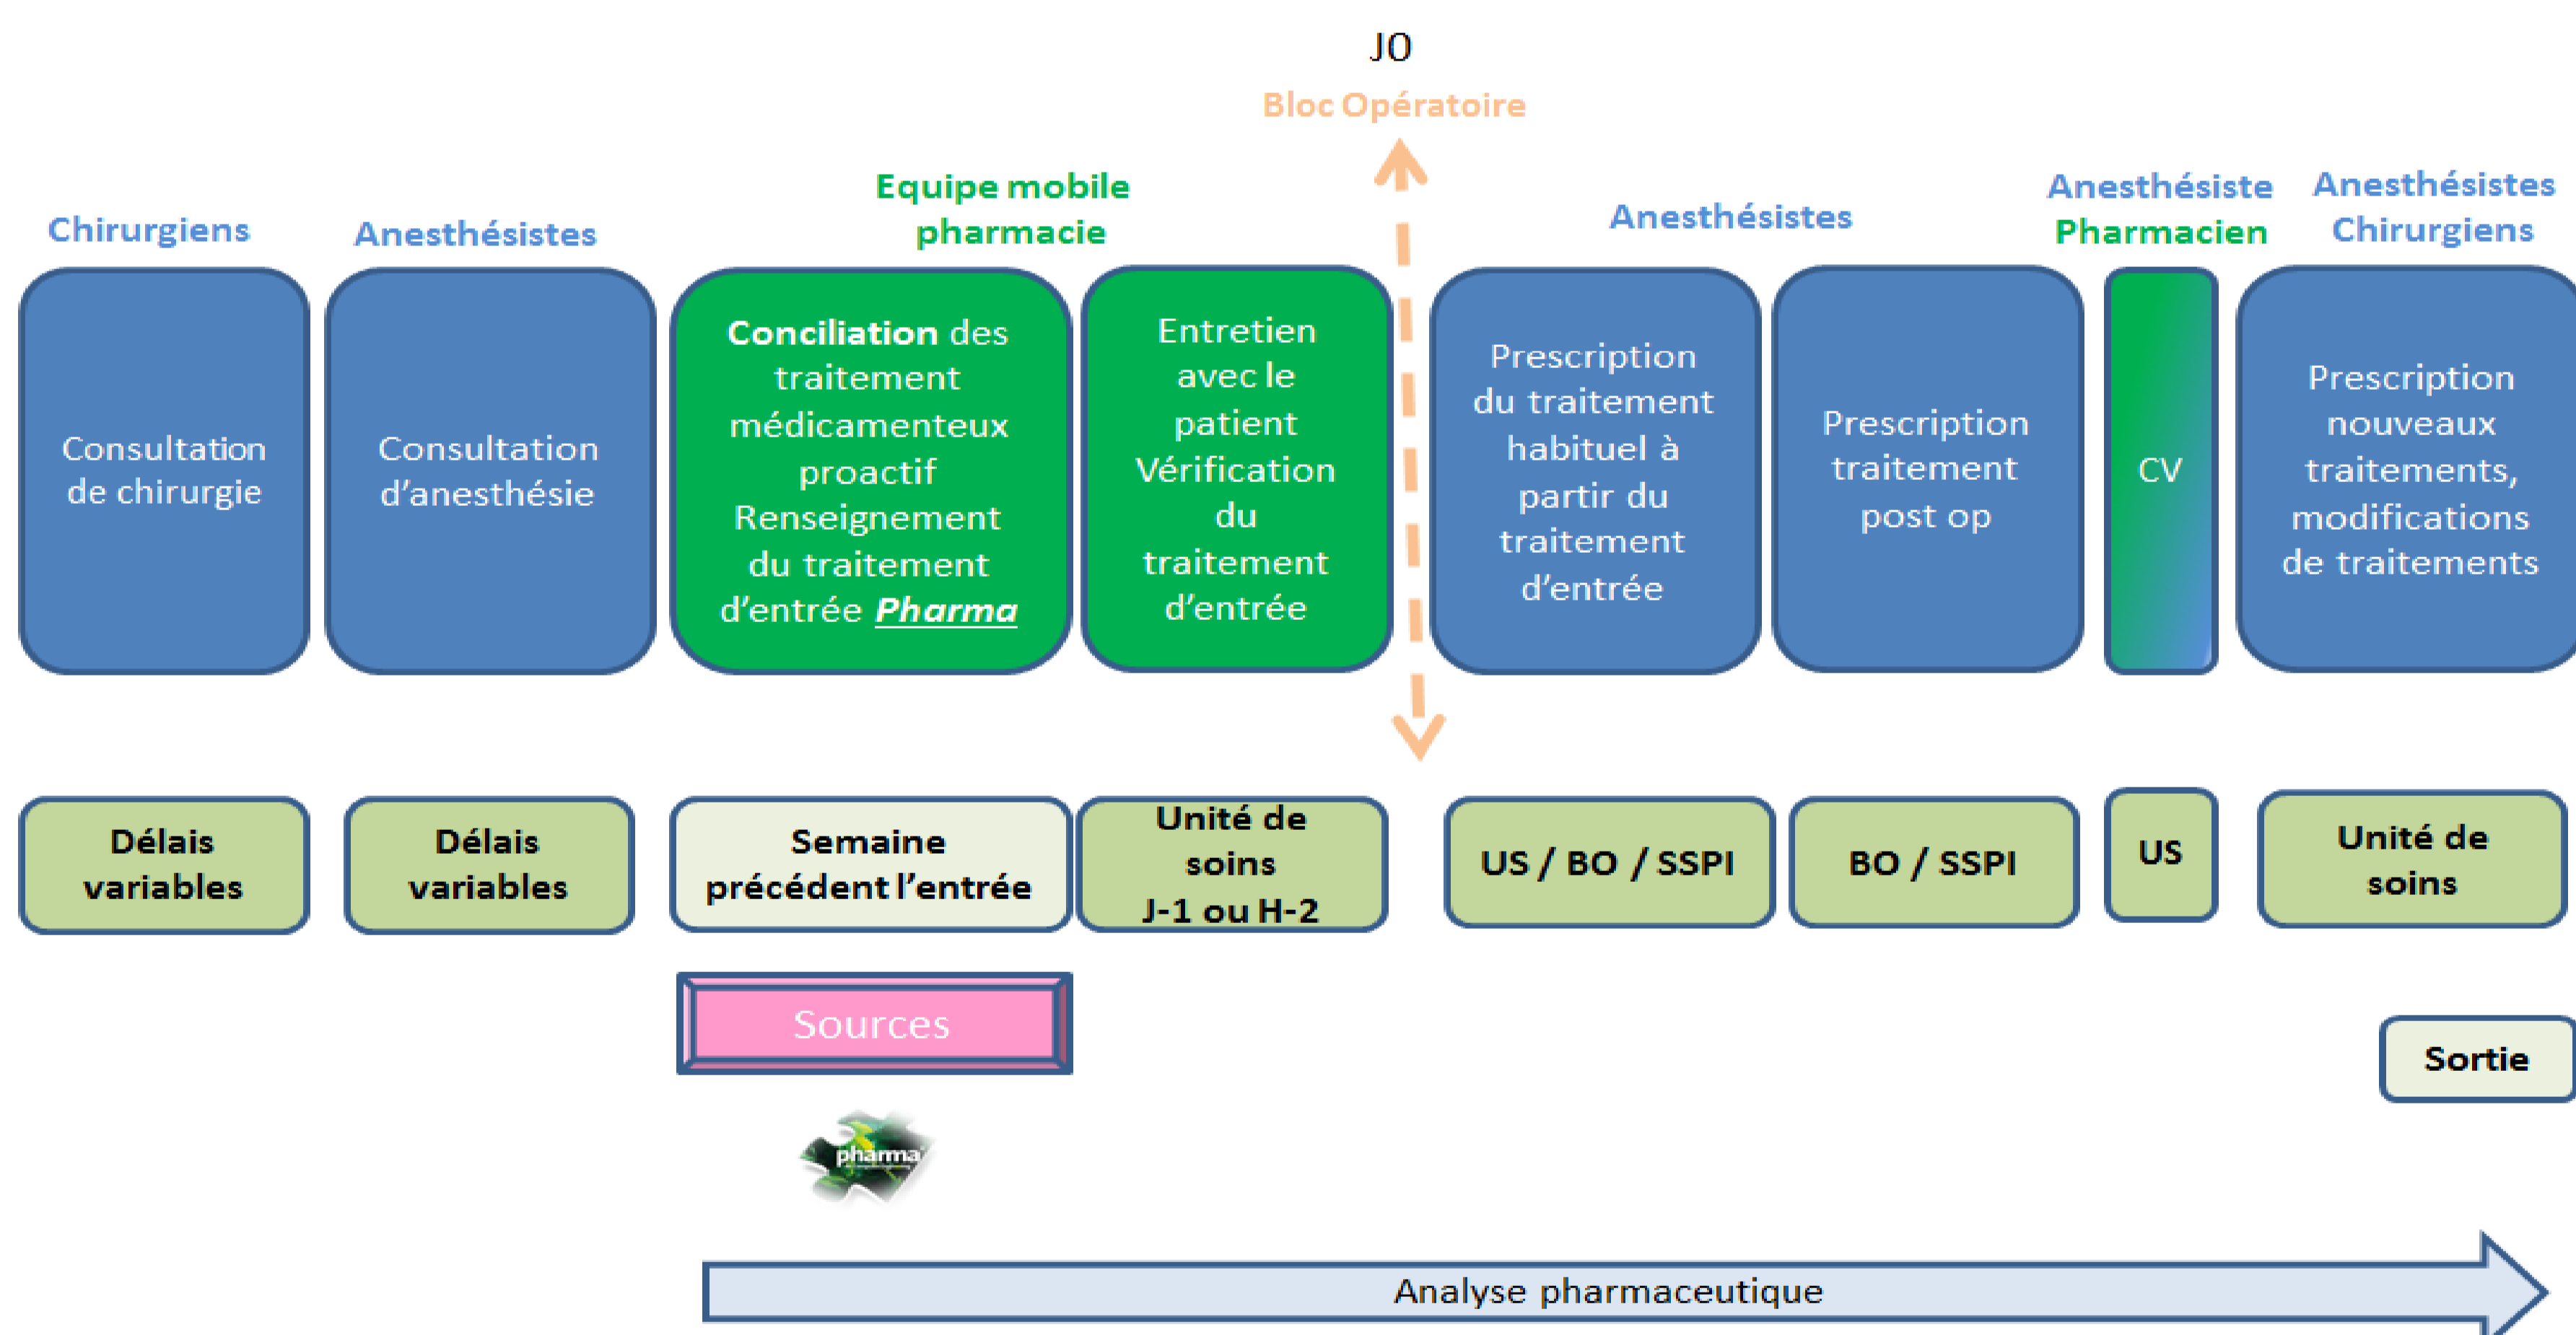 J0
Bloc Opératoire
Chirurgiens
Anesthésistes
Equipe mobile
pharmacie
Anesthésistes
Anesthésiste
Pharmacien
Anesthésistes
Chirurgiens
Consultation
de chirurgie
Consultation
d'anesthésie
Conciliation des
traitement
médicamenteux
proactif
Renseignement
du traitement
d'entrée Pharma
Entretien
avec le
patient
Vérification
du
traitement
d'entrée
Prescription
du traitement
habituel à
partir du
traitement
d'entrée
Prescription
traitement
post op
CV
Prescription
nouveaux
traitements,
modifications
de traitements
Délais
variables
Délais
variables
Semaine
précédent l'entrée
Unité de
soins
J-1 ou H-2
US / BO / SSPI
BO / SSPI
US
Unité de
soins
Sources
Sortie
pharma
Analyse pharmaceutique